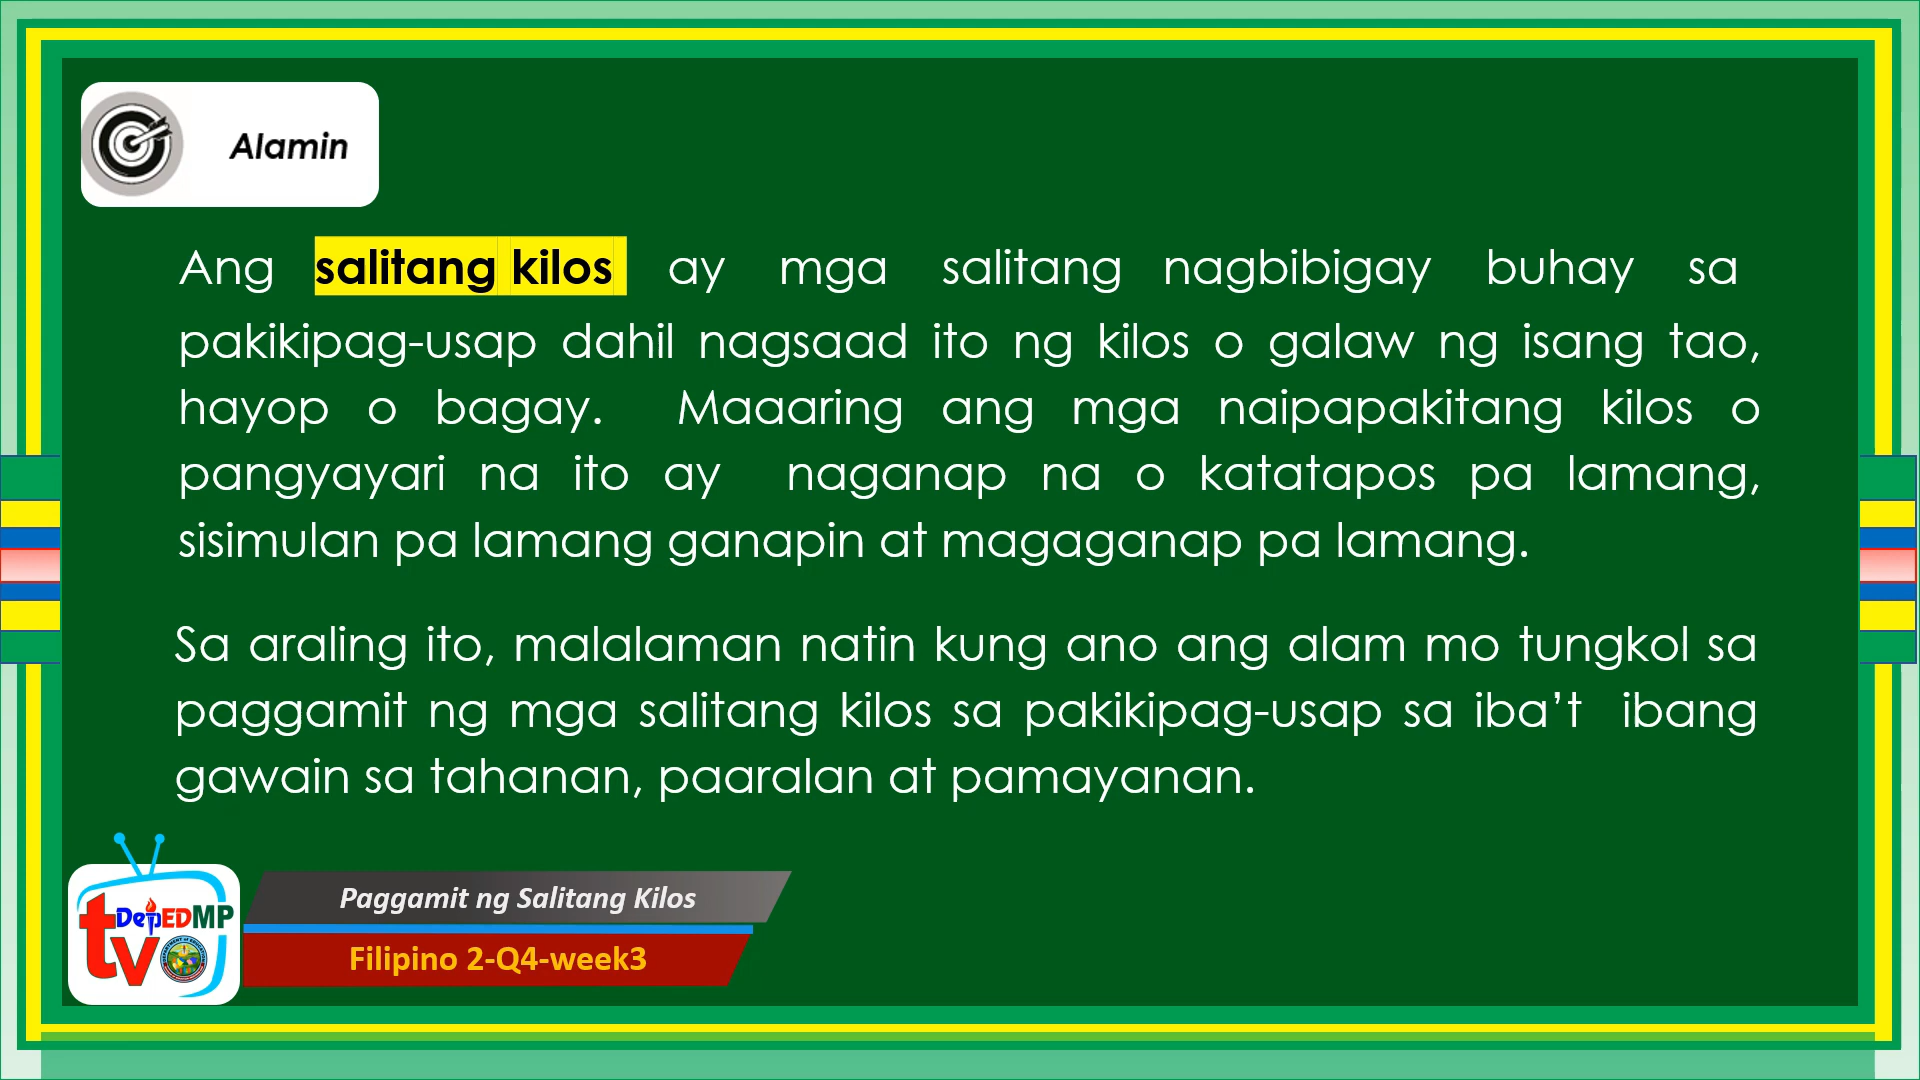 Alamin
Ang salitang kilos ay mga salitang nagbibigay buhay sa
pakikipag-usap dahil nagsaad ito ng kilos o galaw ng isang tao,
hayop o bagay. Maaaring ang mga naipapakitang kilos o
pangyayari na ito ay naganap na o katatapos pa lamang,
sisimulan pa lamang ganapin at magaganap pa lamang.
Sa araling ito, malalaman natin kung ano ang alam mo tungkol sa
paggamit ng mga salitang kilos sa pakikipag-usap sa iba’t ibang
gawain sa tahanan, paaralan at pamayanan.
DepEDMP
tv
Paggamit ng Salitang Kilos
Filipino 2-Q4-week3